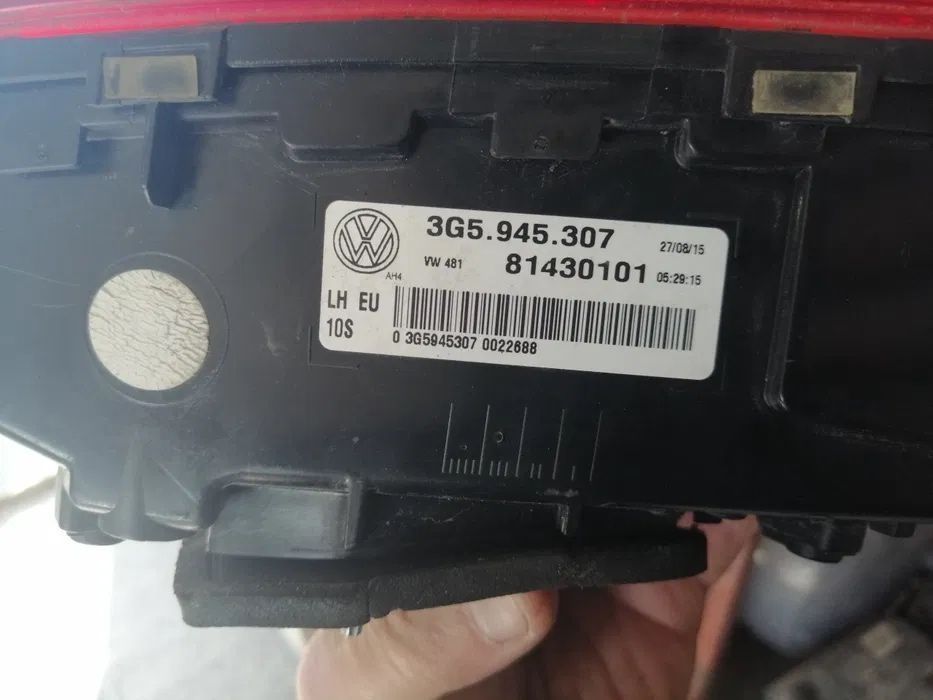 3G5.945.307 27/08/15
AH4 VW 481 81430101 05:29:15
LH EU
10S
0 3G5945307 0022688